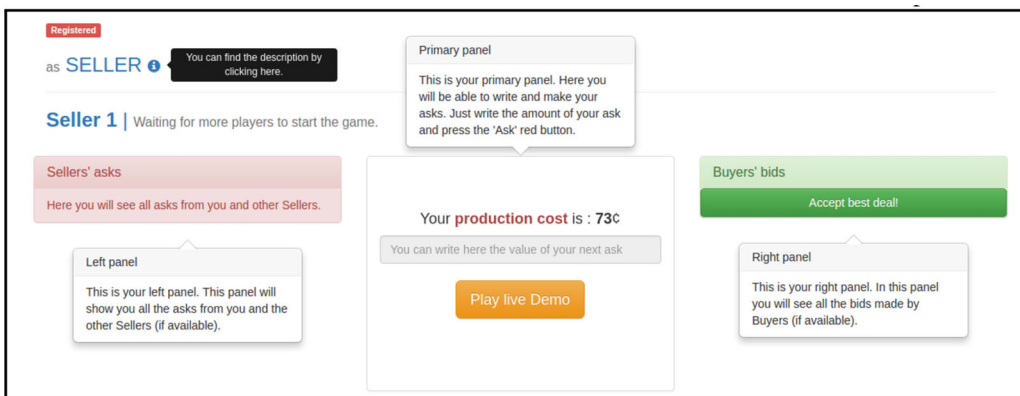 Registered
as SELLER
You can find the description by
clicking here.
Seller 1 | Waiting for more players to start the game.
Primary panel
This is your primary panel. Here you
will be able to write and make your
asks. Just write the amount of your ask
and press the 'Ask' red button.
Sellers' asks
Here you will see all asks from you and other Sellers.
Left panel
This is your left panel. This panel will
show you all the asks from you and the
other Sellers (if available).
Your production cost is : 73¢
You can write here the value of your next ask
Play live Demo
Buyers' bids
Accept best deal!
Right panel
This is your right panel. In this panel
you will see all the bids made by
Buyers (if available).